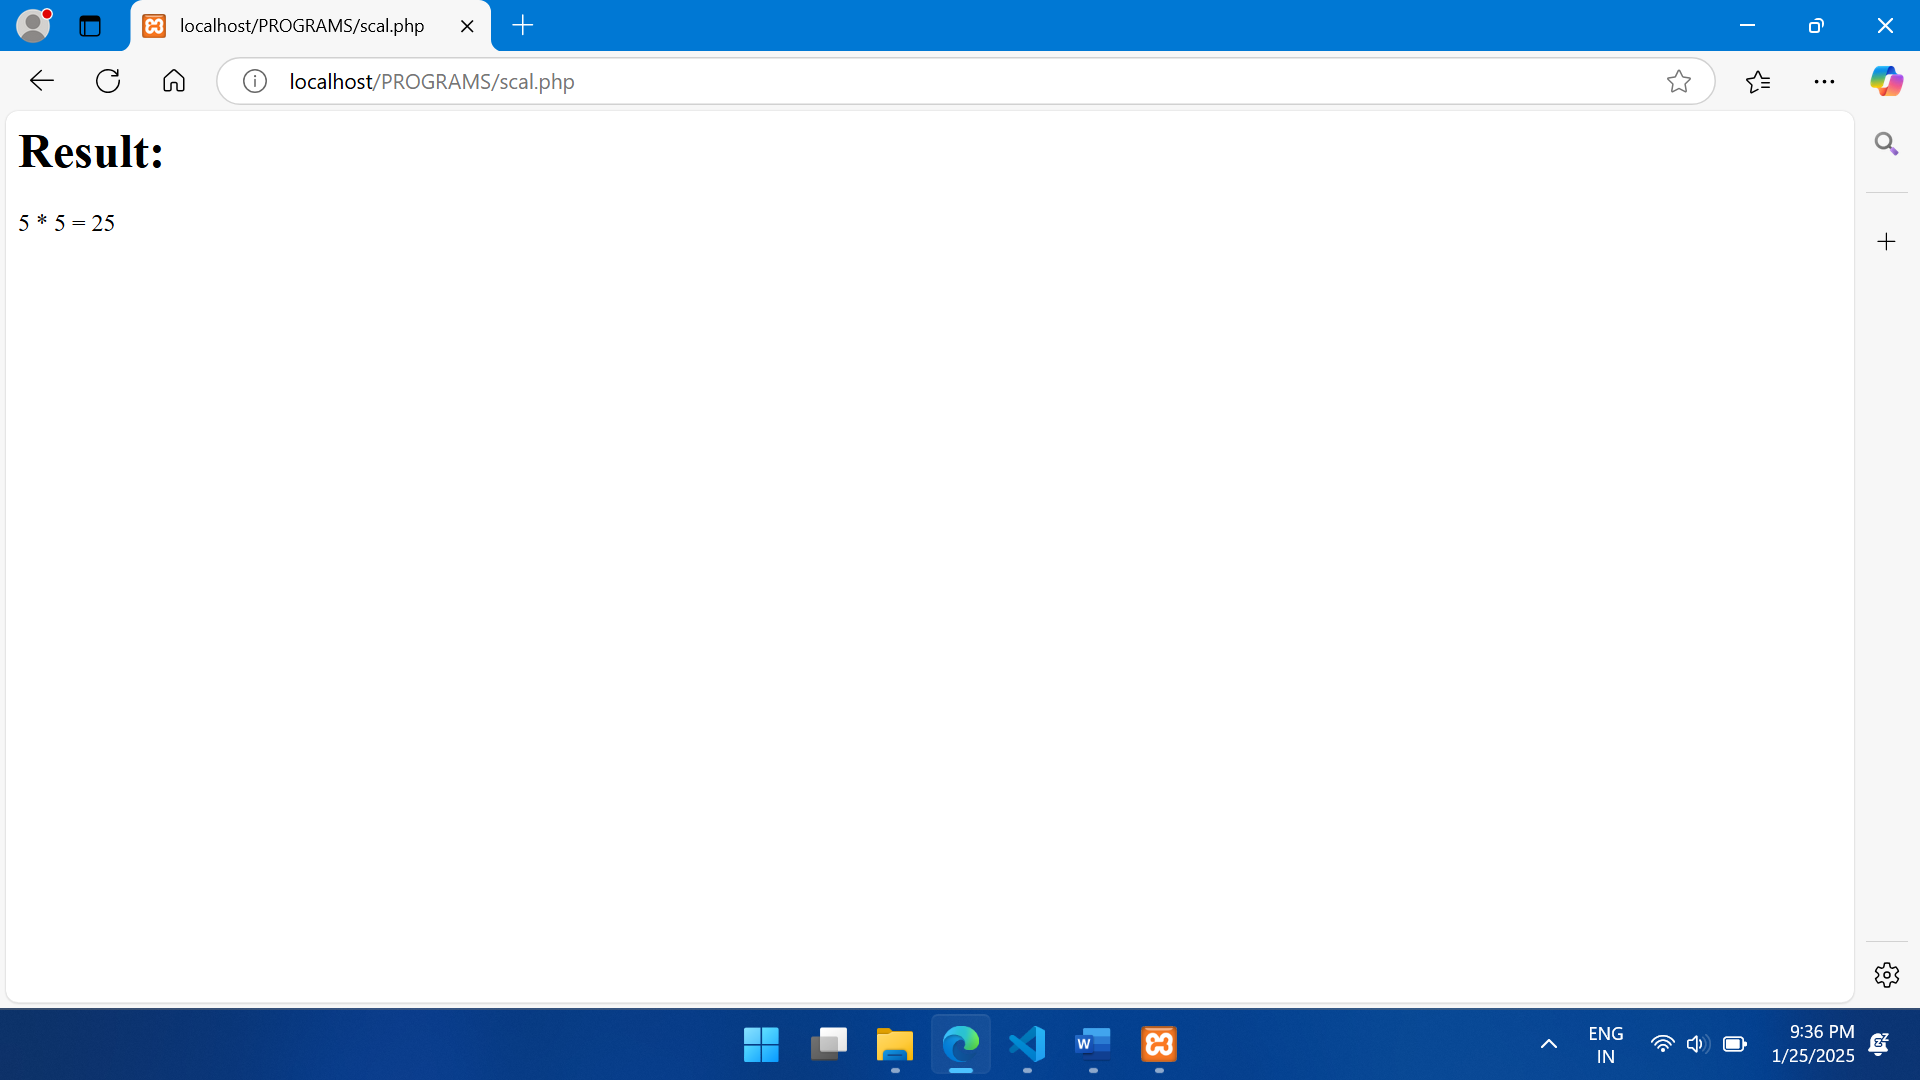 localhost/PROGRAMS/scal.php
localhost/PROGRAMS/scal.php
Result:
5 * 5 = 25
W
ENG
IN
9:36 PM
1/25/2025